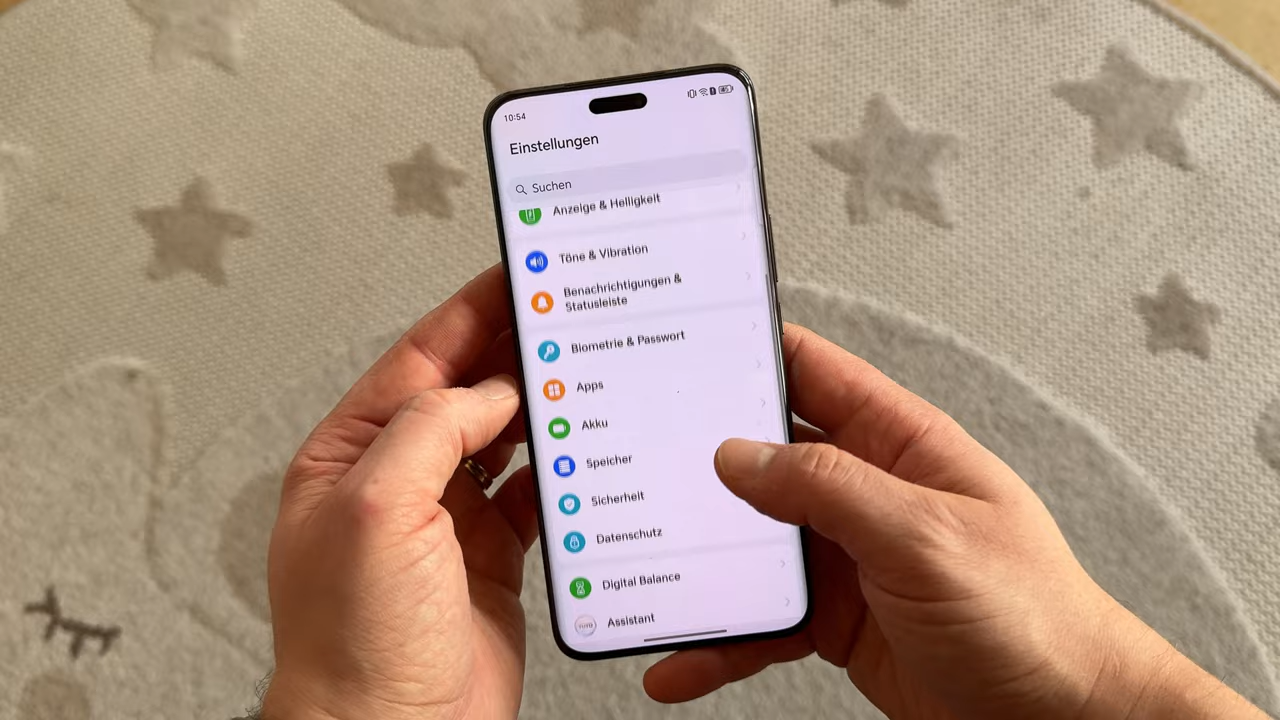 10:54
Einstellungen
Suchen
Anzeige & Helligkeit
Töne & Vibration
Benachrichtigungen &
Statusleiste
Biometrie & Passwort
Apps
Akku
Speicher
Sicherheit
Datenschutz
Digital Balance
Assistant